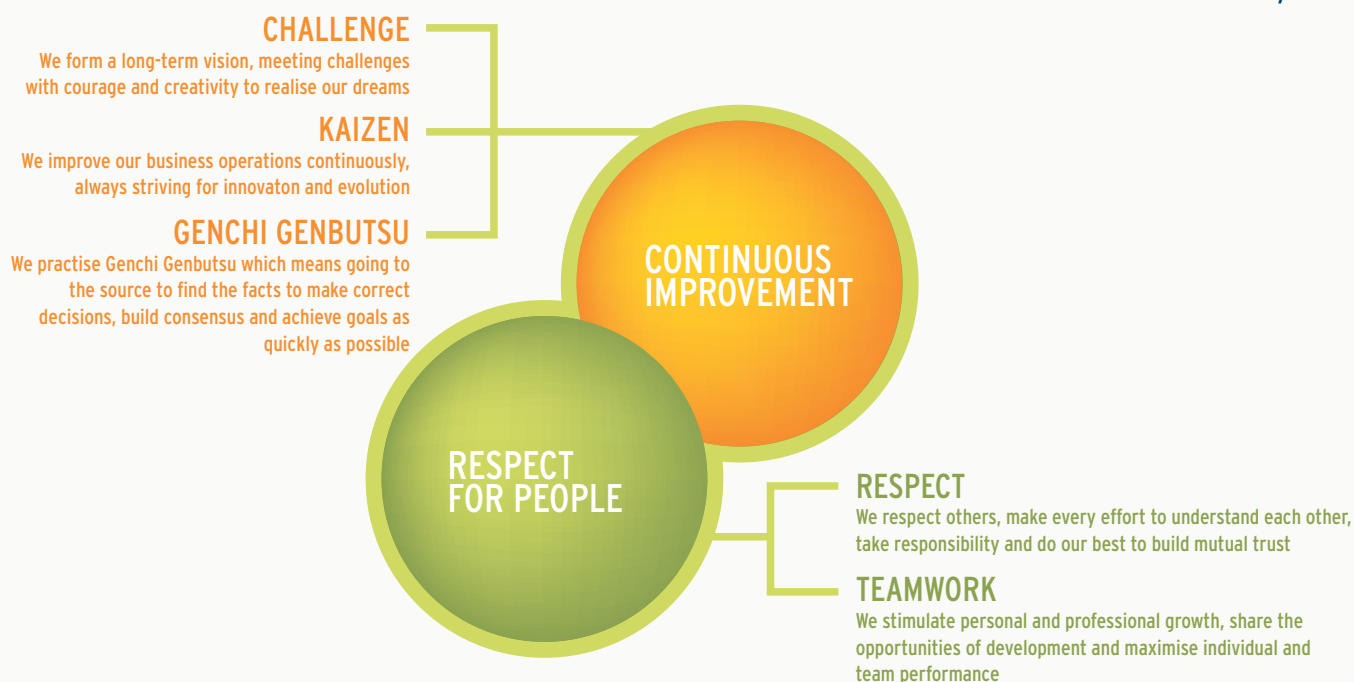 CHALLENGE
We form a long-term vision, meeting challenges
with courage and creativity to realise our dreams
KAIZEN
We improve our business operations continuously,
always striving for innovaton and evolution
GENCHI GENBUTSU
We practise Genchi Genbutsu which means going to
the source to find the facts to make correct
decisions, build consensus and achieve goals as
quickly as possible
CONTINUOUS
IMPROVEMENT
RESPECT
FOR PEOPLE
RESPECT
We respect others, make every effort to understand each other,
take responsibility and do our best to build mutual trust
TEAMWORK
We stimulate personal and professional growth, share the
opportunities of development and maximise individual and
team performance